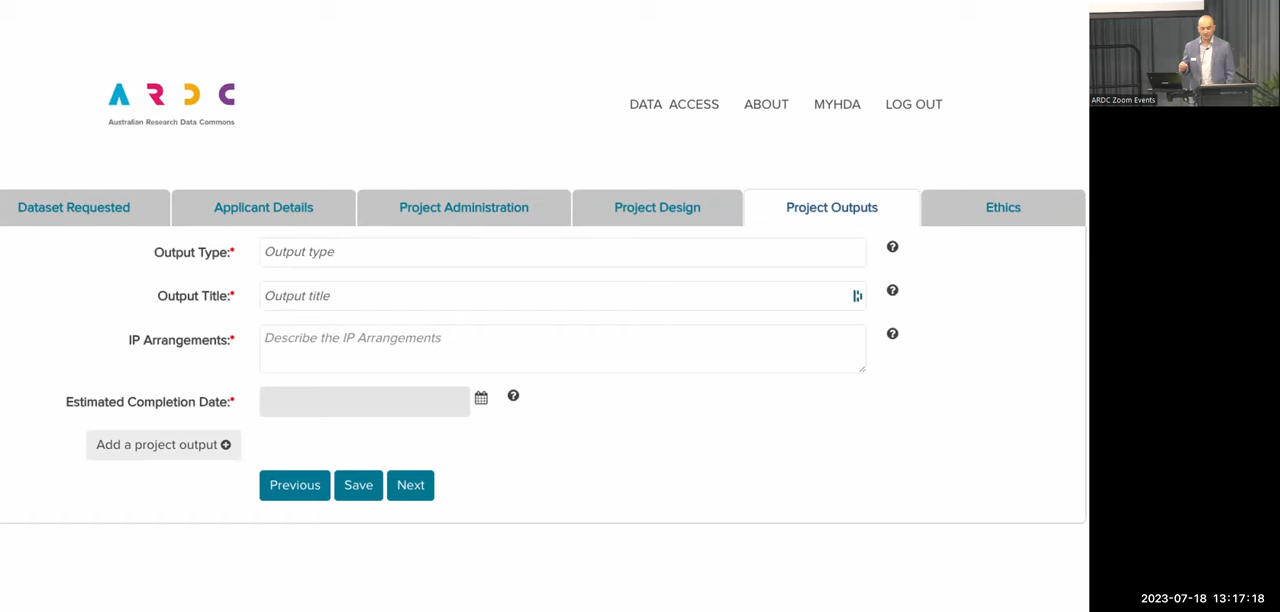 A R D C
Australian Research Data Commons
DATA ACCESS ABOUT MYHDA LOG OUT
ARDC Zoom Events
Dataset Requested Applicant Details Project Administration Project Design Project Outputs Ethics
Output Type:* Output type
Output Title:* Output title
IP Arrangements:* Describe the IP Arrangements
Estimated Completion Date:*
Add a project output
Previous Save Next
2023-07-18 13:17:18